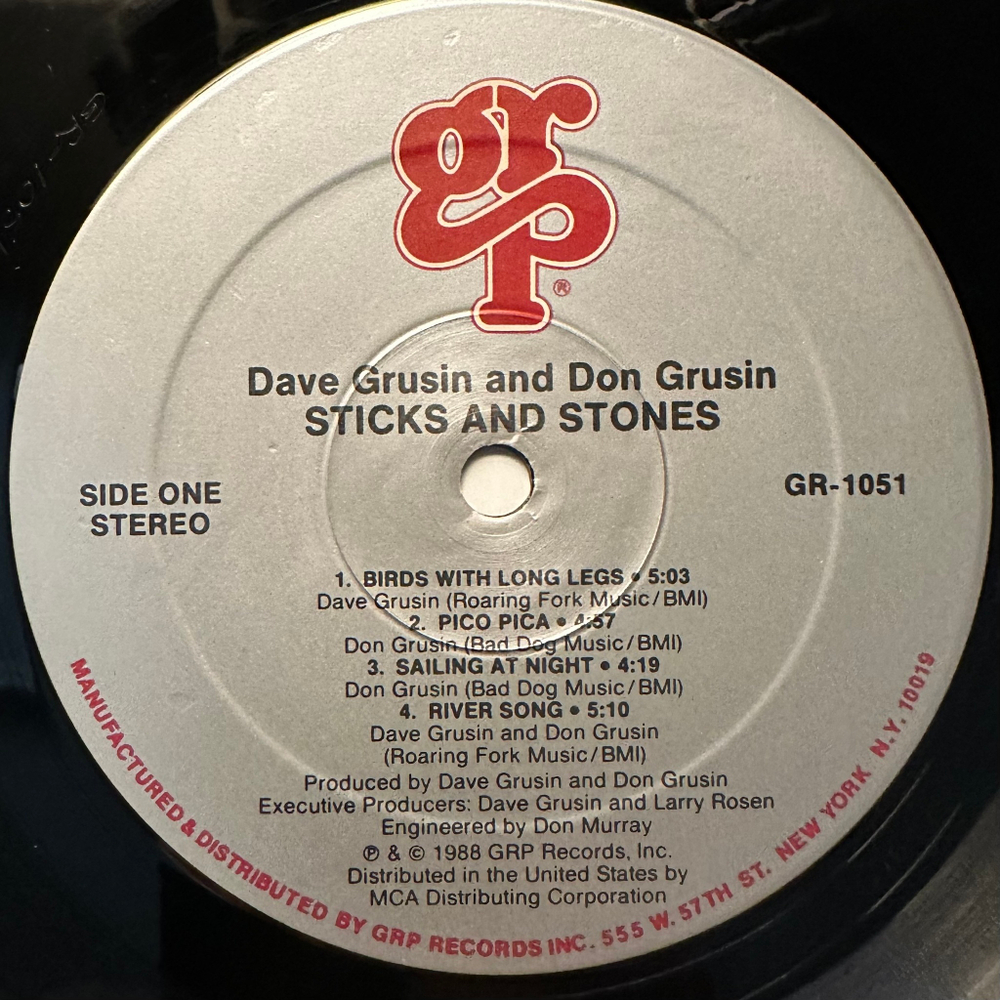 grp
®
Dave Grusin and Don Grusin
STICKS AND STONES
SIDE ONE
STEREO
GR-1051
1. BIRDS WITH LONG LEGS • 5:03
Dave Grusin (Roaring Fork Music/BMI)
2. PICO PICA • 4:57
Don Grusin (Bad Dog Music/BMI)
3. SAILING AT NIGHT • 4:19
Don Grusin (Bad Dog Music/BMI)
4. RIVER SONG • 5:10
Dave Grusin and Don Grusin
(Roaring Fork Music/BMI)
Produced by Dave Grusin and Don Grusin
Executive Producers: Dave Grusin and Larry Rosen
Engineered by Don Murray
℗ & © 1988 GRP Records, Inc.
Distributed in the United States by
MCA Distributing Corporation
MANUFACTURED & DISTRIBUTED BY GRP RECORDS INC. 555 W. 57TH ST. NEW YORK N.Y. 10019